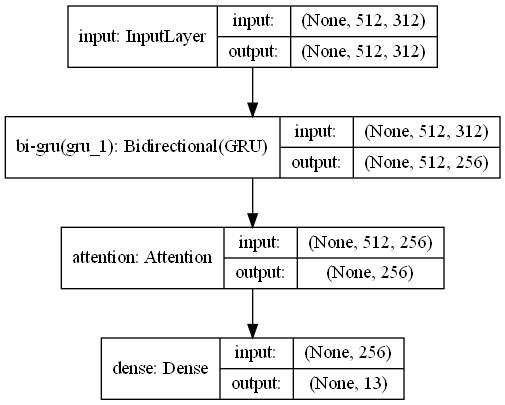 input: InputLayer
input: (None, 512, 312)
output: (None, 512, 312)
bi-gru(gru_1): Bidirectional(GRU)
input: (None, 512, 312)
output: (None, 512, 256)
attention: Attention
input: (None, 512, 256)
output: (None, 256)
dense: Dense
input: (None, 256)
output: (None, 13)